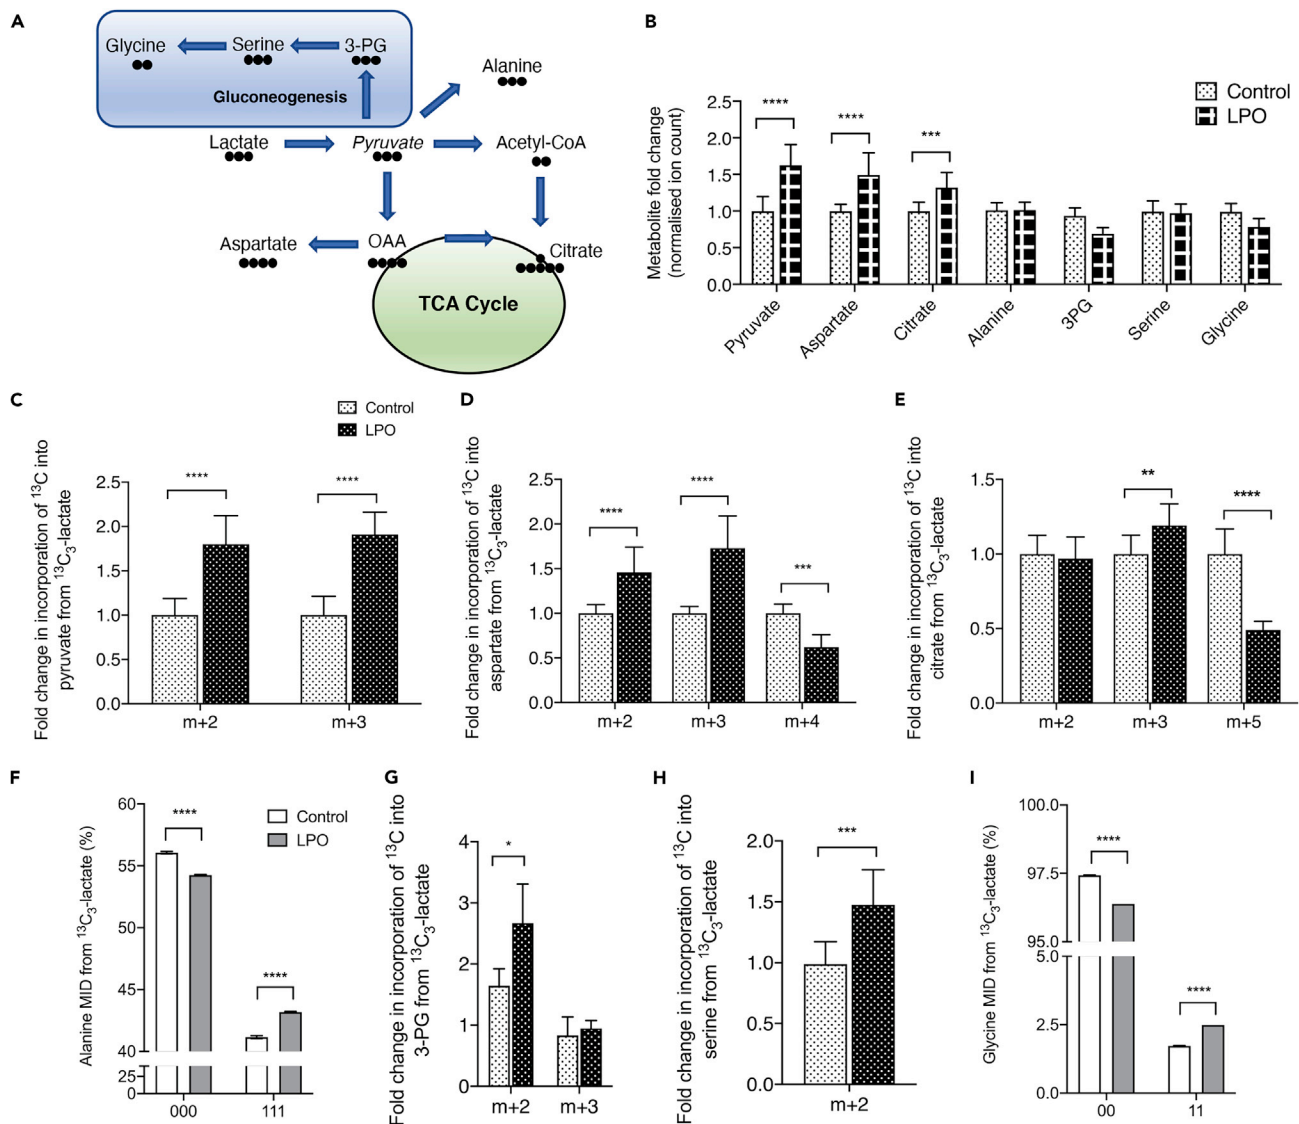 A
Glycine
Serine
3-PG
Gluconeogenesis
Alanine
Lactate
Pyruvate
Acetyl-CoA
Aspartate
OAA
Citrate
TCA Cycle
B
Control
LPO
Metabolite fold change
(normalised ion count)
2.5
2.0
1.5
1.0
0.5
0.0
****
****
***
Pyruvate
Aspartate
Citrate
Alanine
3PG
Serine
Glycine
C
Control
LPO
Fold change in incorporation of ¹³C into
pyruvate from ¹³C₃-lactate
2.5
2.0
1.5
1.0
0.5
0.0
****
****
m+2
m+3
D
Fold change in incorporation of ¹³C into
aspartate from ¹³C₃-lactate
2.5
2.0
1.5
1.0
0.5
0.0
****
****
***
m+2
m+3
m+4
E
Fold change in incorporation of ¹³C into
citrate from ¹³C₃-lactate
1.5
1.0
0.5
0.0
**
****
m+2
m+3
m+5
F
Control
LPO
Alanine MID from ¹³C₃-lactate (%)
60
55
50
45
40
25
0
****
****
000
111
G
Fold change in incorporation of ¹³C into
3-PG from ¹³C₃-lactate
4
3
2
1
0
*
m+2
m+3
H
Fold change in incorporation of ¹³C into
serine from ¹³C₃-lactate
2.0
1.5
1.0
0.5
0.0
***
m+2
I
Glycine MID from ¹³C₃-lactate (%)
100.0
97.5
95.0
5.0
2.5
0.0
****
****
00
11